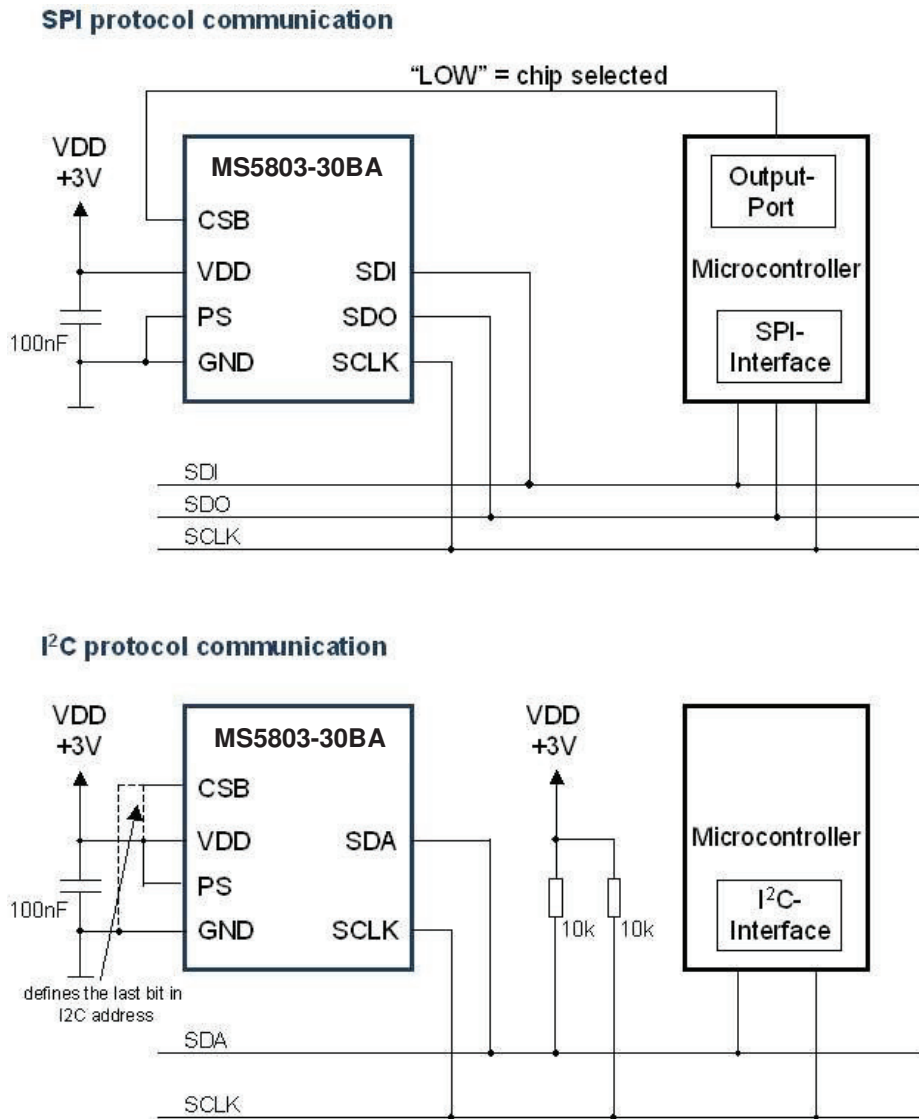 SPI protocol communication
“LOW” = chip selected
VDD
+3V
100nF
MS5803-30BA
CSB
VDD
PS
GND
SDI
SDO
SCLK
Output-
Port
Microcontroller
SPI-
Interface
SDI
SDO
SCLK
I²C protocol communication
VDD
+3V
100nF
defines the last bit in
I2C address
MS5803-30BA
CSB
VDD
PS
GND
SDA
SCLK
VDD
+3V
10k
10k
Microcontroller
I²C-
Interface
SDA
SCLK